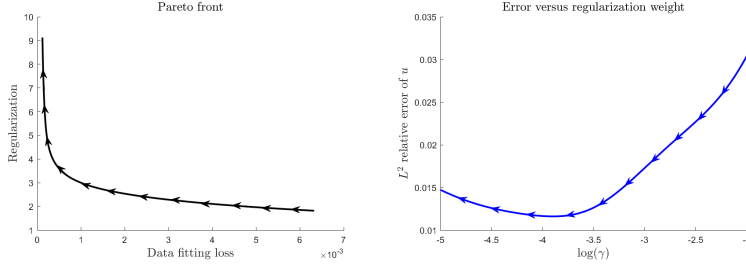 Pareto front
10
9
8
7
6
5
4
3
2
1
Regularization
0 1 2 3 4 5 6 7
Data fitting loss
×10⁻³
Error versus regularization weight
0.035
0.03
0.025
0.02
0.015
0.01
L² relative error of u
-5 -4.5 -4 -3.5 -3 -2.5 -2
log(γ)